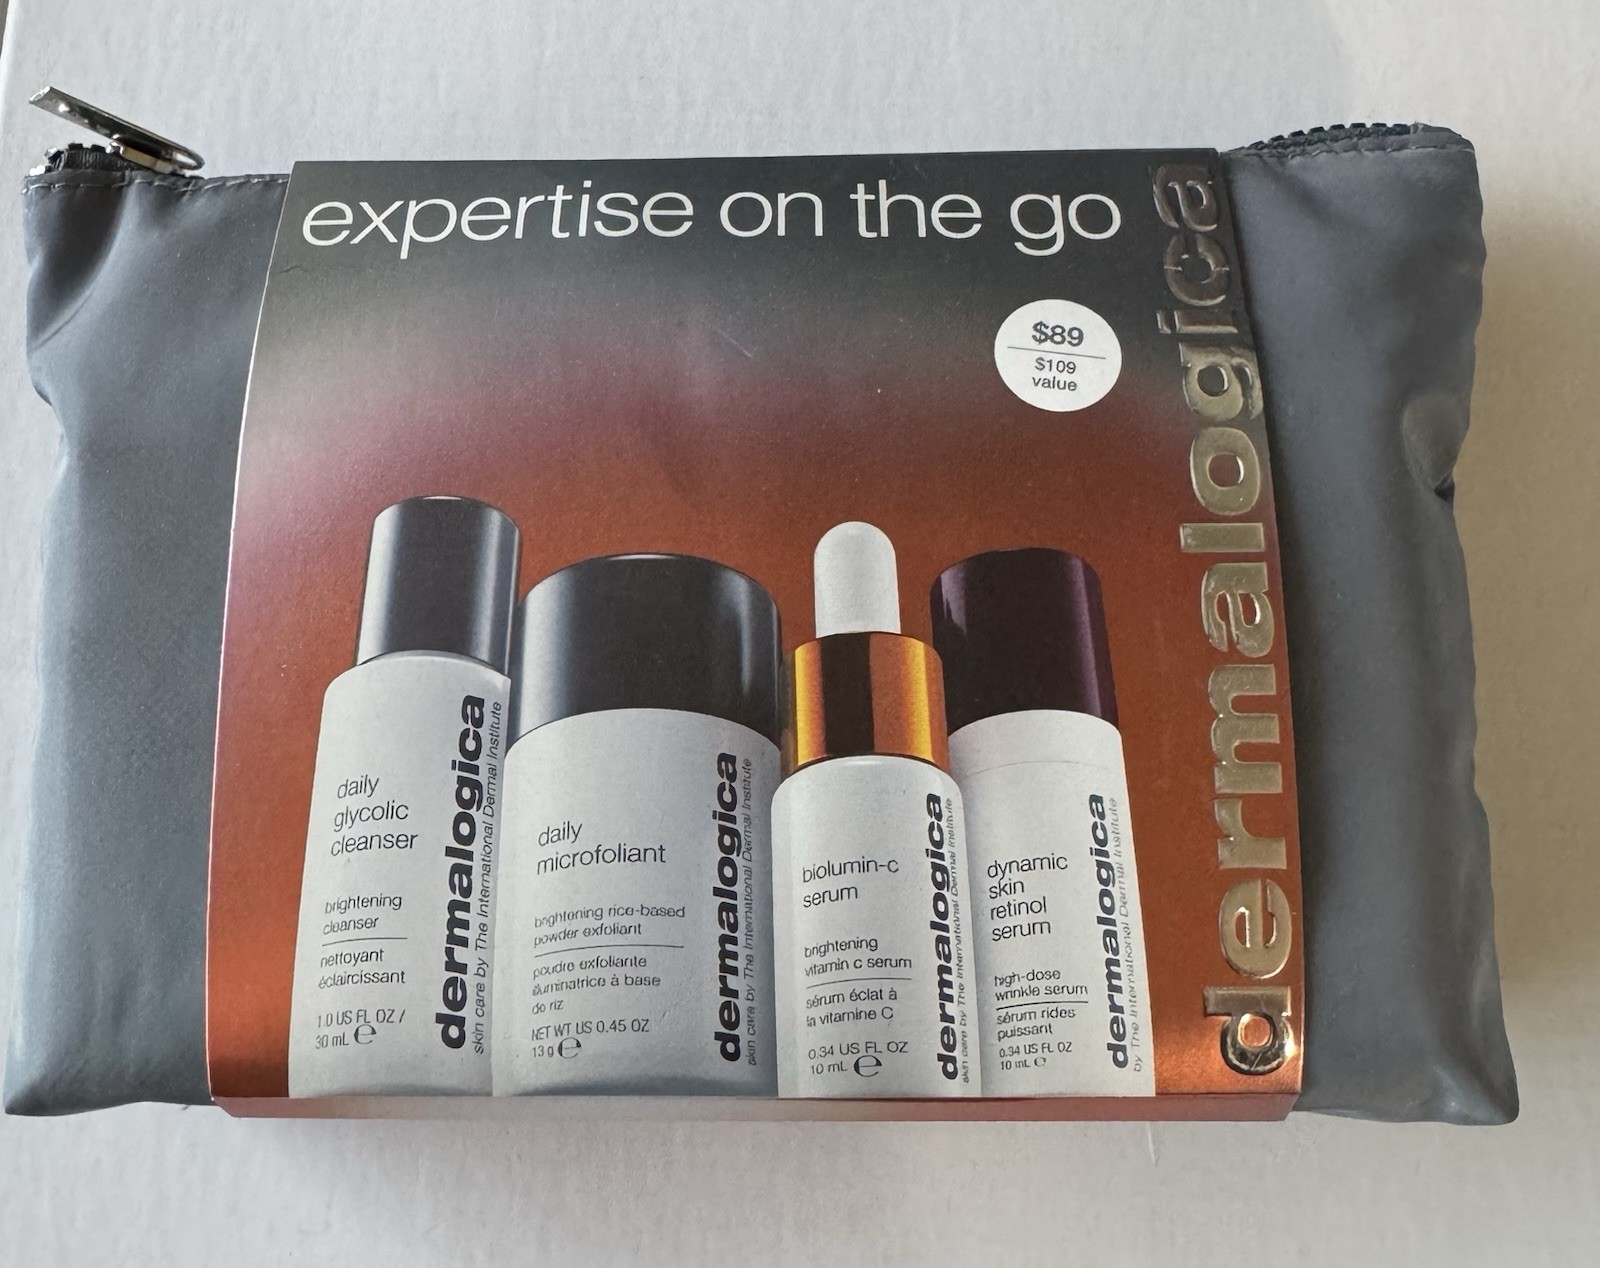 expertise on the go
$89
$109
value
dermalogica
daily
glycolic
cleanser
brightening
cleanser
nettoyant
éclaircissant
1.0 US FL OZ /
30 mL ℮
dermalogica
skin care by The International Dermal Institute
daily
microfoliant
brightening rice-based
powder exfoliant
poudre exfoliante
illuminatrice à base
de riz
NET WT US 0.45 OZ
13 g ℮
dermalogica
skin care by The International Dermal Institute
biolumin-c
serum
brightening
vitamin c serum
sérum éclat à
la vitamine C
0.34 US FL OZ
10 mL ℮
dermalogica
skin care by The International Dermal Institute
dynamic
skin
retinol
serum
high-dose
wrinkle serum
sérum rides
puissant
0.34 US FL OZ
10 mL ℮
dermalogica
by The International Dermal Institute